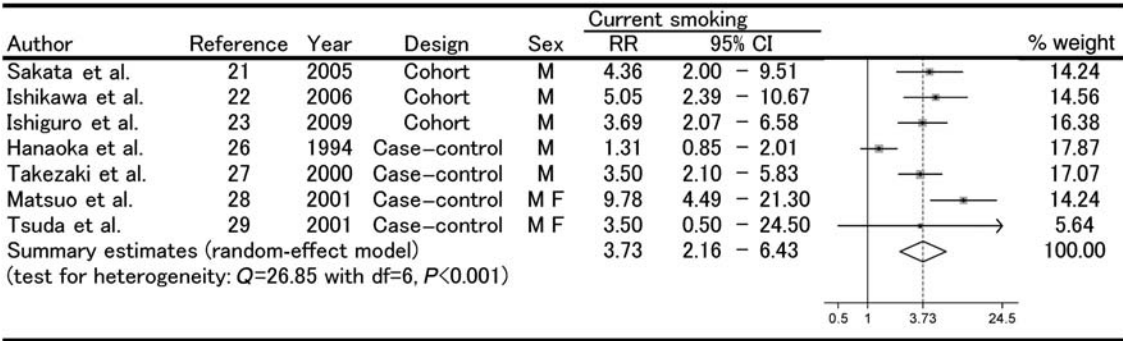 Current smoking
Author Reference Year Design Sex RR 95% CI % weight
Sakata et al. 21 2005 Cohort M 4.36 2.00 – 9.51 14.24
Ishikawa et al. 22 2006 Cohort M 5.05 2.39 – 10.67 14.56
Ishiguro et al. 23 2009 Cohort M 3.69 2.07 – 6.58 16.38
Hanaoka et al. 26 1994 Case–control M 1.31 0.85 – 2.01 17.87
Takezaki et al. 27 2000 Case–control M 3.50 2.10 – 5.83 17.07
Matsuo et al. 28 2001 Case–control M F 9.78 4.49 – 21.30 14.24
Tsuda et al. 29 2001 Case–control M F 3.50 0.50 – 24.50 5.64
Summary estimates (random-effect model) 3.73 2.16 – 6.43 100.00
(test for heterogeneity: Q=26.85 with df=6, P<0.001)
0.5 1 3.73 24.5